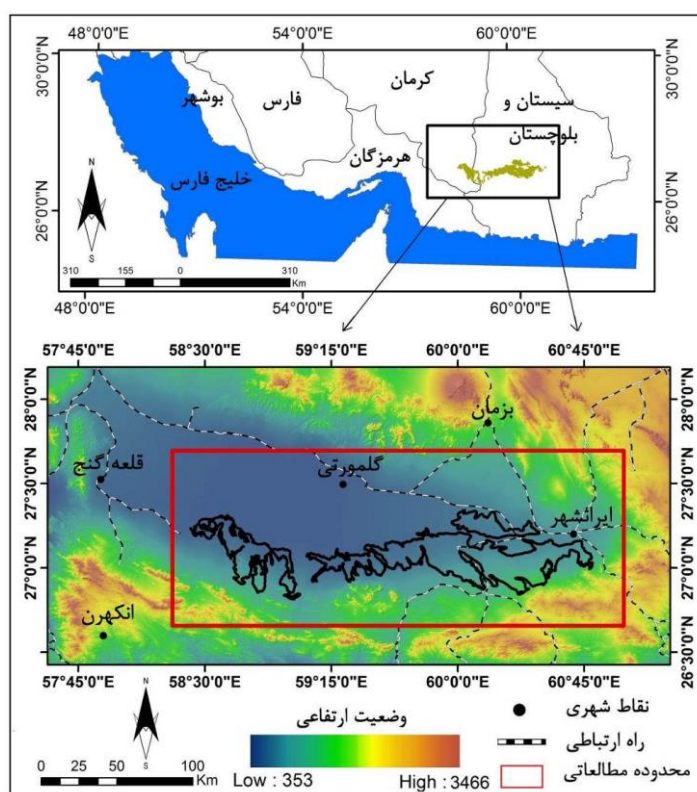 48°0'0"E 54°0'0"E 60°0'0"E
30°0'0"N 30°0'0"N
کرمان
فارس
بوشهر
سیستان و
بلوچستان
هرمزگان
خلیج فارس
26°0'0"N 26°0'0"N
N
S
310 155 0 310
Km
48°0'0"E 54°0'0"E 60°0'0"E
57°45'0"E 58°30'0"E 59°15'0"E 60°0'0"E 60°45'0"E
28°0'0"N 28°0'0"N
بزمان
قلعه گنج
گلمورتی
27°30'0"N 27°30'0"N
ایرانشهر
27°0'0"N 27°0'0"N
انکهرن
26°30'0"N
57°45'0"E 58°30'0"E 59°15'0"E 60°0'0"E 60°45'0"E
N
S
0 25 50 100
Km
وضعیت ارتفاعی
Low : 353 High : 3466
نقاط شهری
راه ارتباطی
محدوده مطالعاتی